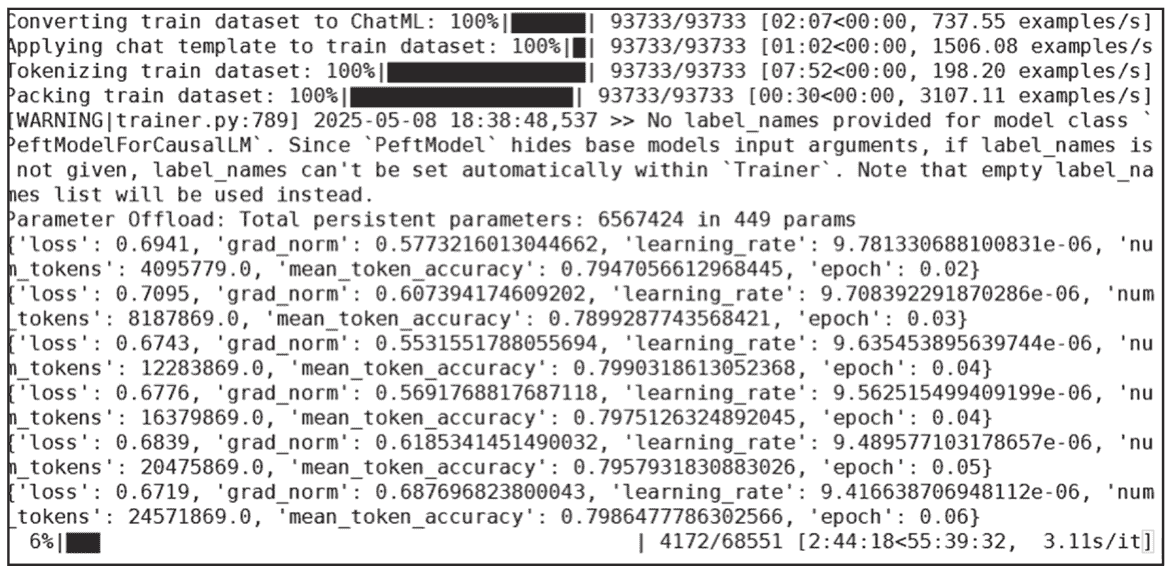 Converting train dataset to ChatML: 100%|██████| 93733/93733 [02:07<00:00, 737.55 examples/s]
Applying chat template to train dataset: 100%|█| 93733/93733 [01:02<00:00, 1506.08 examples/s
Tokenizing train dataset: 100%|████████████████| 93733/93733 [07:52<00:00, 198.20 examples/s]
Packing train dataset: 100%|██████████████████| 93733/93733 [00:30<00:00, 3107.11 examples/s]
[WARNING|trainer.py:789] 2025-05-08 18:38:48,537 >> No label_names provided for model class `
PeftModelForCausalLM`. Since `PeftModel` hides base models input arguments, if label_names is
not given, label_names can't be set automatically within `Trainer`. Note that empty label_na
mes list will be used instead.
Parameter Offload: Total persistent parameters: 6567424 in 449 params
{'loss': 0.6941, 'grad_norm': 0.5773216013044662, 'learning_rate': 9.781330688100831e-06, 'nu
m_tokens': 4095779.0, 'mean_token_accuracy': 0.7947056612968445, 'epoch': 0.02}
{'loss': 0.7095, 'grad_norm': 0.607394174609202, 'learning_rate': 9.708392291870286e-06, 'num
_tokens': 8187869.0, 'mean_token_accuracy': 0.7899287743568421, 'epoch': 0.03}
{'loss': 0.6743, 'grad_norm': 0.5531551788055694, 'learning_rate': 9.635453895639744e-06, 'nu
m_tokens': 12283869.0, 'mean_token_accuracy': 0.7990318613052368, 'epoch': 0.04}
{'loss': 0.6776, 'grad_norm': 0.5691768817687118, 'learning_rate': 9.562515499409199e-06, 'nu
m_tokens': 16379869.0, 'mean_token_accuracy': 0.7975126324892045, 'epoch': 0.04}
{'loss': 0.6839, 'grad_norm': 0.6185341451490032, 'learning_rate': 9.489577103178657e-06, 'nu
m_tokens': 20475869.0, 'mean_token_accuracy': 0.7957931830883026, 'epoch': 0.05}
{'loss': 0.6719, 'grad_norm': 0.687696823800043, 'learning_rate': 9.416638706948112e-06, 'num
_tokens': 24571869.0, 'mean_token_accuracy': 0.7986477786302566, 'epoch': 0.06}
6%|███ | 4172/68551 [2:44:18<55:39:32, 3.11s/it]